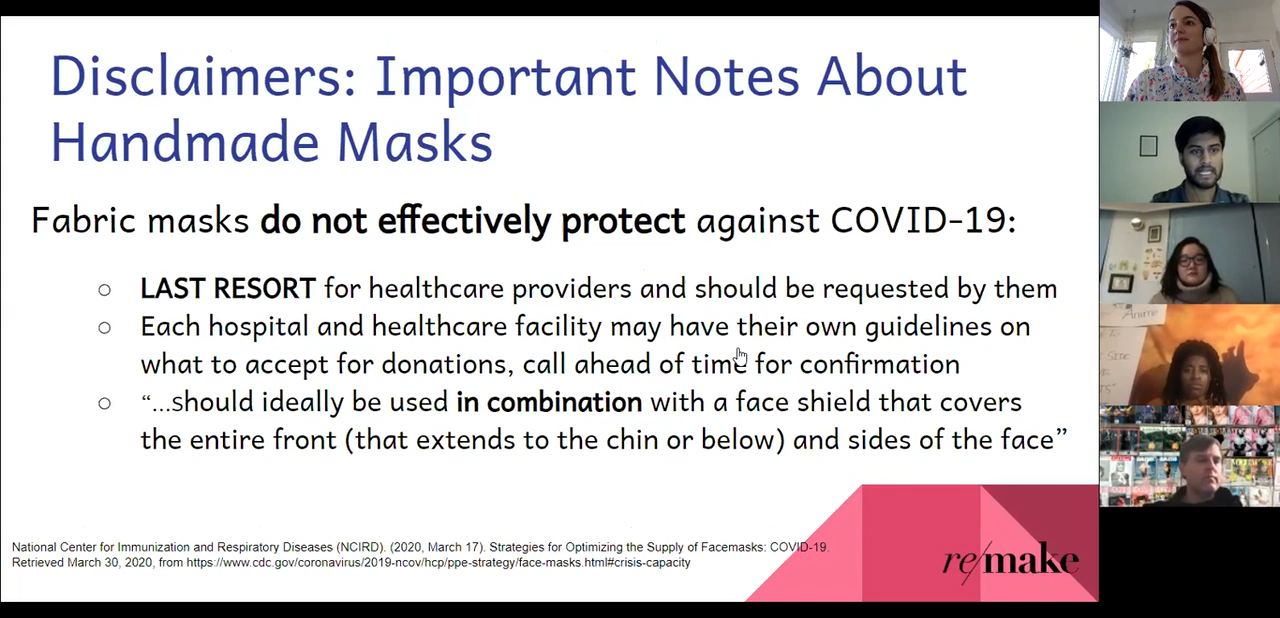 Disclaimers: Important Notes About
Handmade Masks
Fabric masks do not effectively protect against COVID-19:
○ LAST RESORT for healthcare providers and should be requested by them
○ Each hospital and healthcare facility may have their own guidelines on
what to accept for donations, call ahead of time for confirmation
○ “...should ideally be used in combination with a face shield that covers
the entire front (that extends to the chin or below) and sides of the face”
National Center for Immunization and Respiratory Diseases (NCIRD). (2020, March 17). Strategies for Optimizing the Supply of Facemasks: COVID-19.
Retrieved March 30, 2020, from https://www.cdc.gov/coronavirus/2019-ncov/hcp/ppe-strategy/face-masks.html#crisis-capacity
re/make
Anime